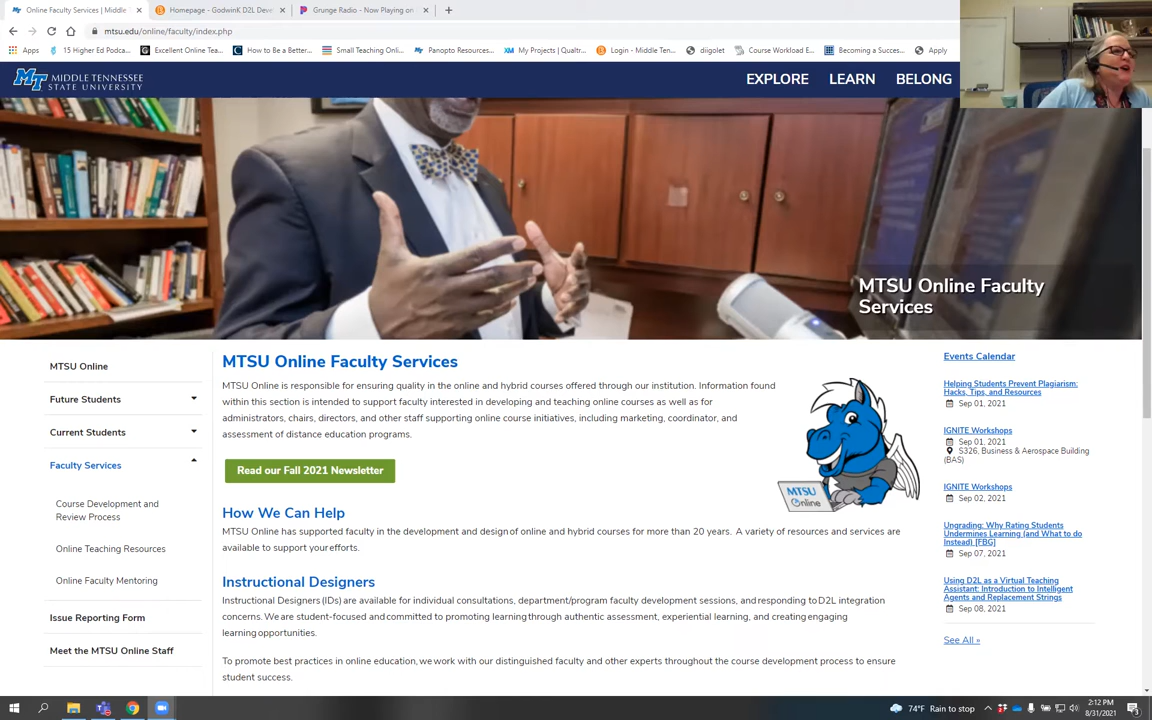 Online Faculty Services | Middle
Homepage - GodwinK D2L Devel
Grunge Radio - Now Playing on
mtsu.edu/online/faculty/index.php
Apps
15 Higher Ed Podca...
Excellent Online Tea...
How to Be a Better...
Small Teaching Onli...
Panopto Resources...
My Projects | Qualtr...
Login - Middle Ten...
diigolet
Course Workload E...
Becoming a Succes...
Apply
MT MIDDLE TENNESSEE
STATE UNIVERSITY
EXPLORE LEARN BELONG
MTSU Online Faculty
Services
MTSU Online
Future Students
Current Students
Faculty Services
Course Development and
Review Process
Online Teaching Resources
Online Faculty Mentoring
Issue Reporting Form
Meet the MTSU Online Staff
MTSU Online Faculty Services
MTSU Online is responsible for ensuring quality in the online and hybrid courses offered through our institution. Information found
within this section is intended to support faculty interested in developing and teaching online courses as well as for
administrators, chairs, directors, and other staff supporting online course initiatives, including marketing, coordinator, and
assessment of distance education programs.
Read our Fall 2021 Newsletter
MTSU
Online
How We Can Help
MTSU Online has supported faculty in the development and design of online and hybrid courses for more than 20 years. A variety of resources and services are
available to support your efforts.
Instructional Designers
Instructional Designers (IDs) are available for individual consultations, department/program faculty development sessions, and responding to D2L integration
concerns. We are student-focused and committed to promoting learning through authentic assessment, experiential learning, and creating engaging
learning opportunities.
To promote best practices in online education, we work with our distinguished faculty and other experts throughout the course development process to ensure
student success.
Events Calendar
Helping Students Prevent Plagiarism:
Hacks, Tips, and Resources
Sep 01, 2021
IGNITE Workshops
Sep 01, 2021
S326, Business & Aerospace Building
(BAS)
IGNITE Workshops
Sep 02, 2021
Ungrading: Why Rating Students
Undermines Learning (and What to do
Instead) [FBG]
Sep 07, 2021
Using D2L as a Virtual Teaching
Assistant: Introduction to Intelligent
Agents and Replacement Strings
Sep 08, 2021
See All »
74°F Rain to stop
2:12 PM
8/31/2021